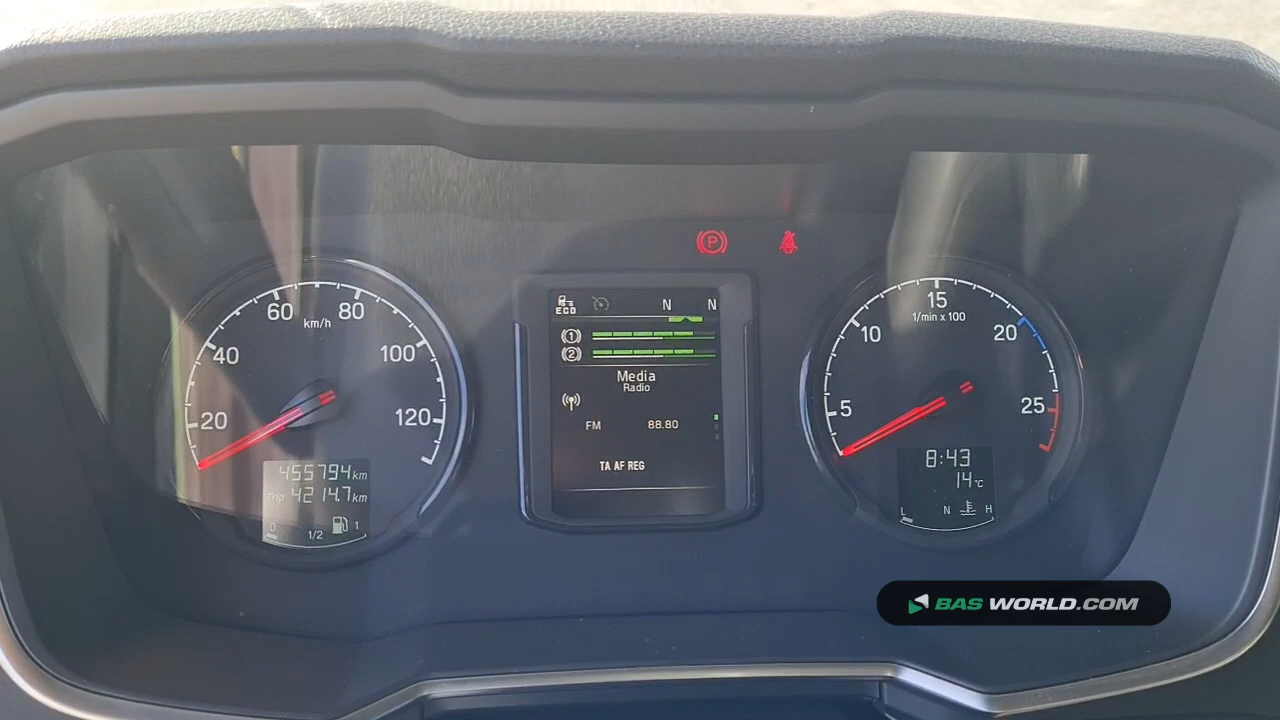 60 80
km/h
40 100
20 120
455794 km
Trip 4214.7 km
0 1/2 1
P
ECO N N
1
2
Media
Radio
FM 88.80
TA AF REG
15
1/min x 100
10 20
5 25
8:43
14°C
L N H
BAS WORLD.COM